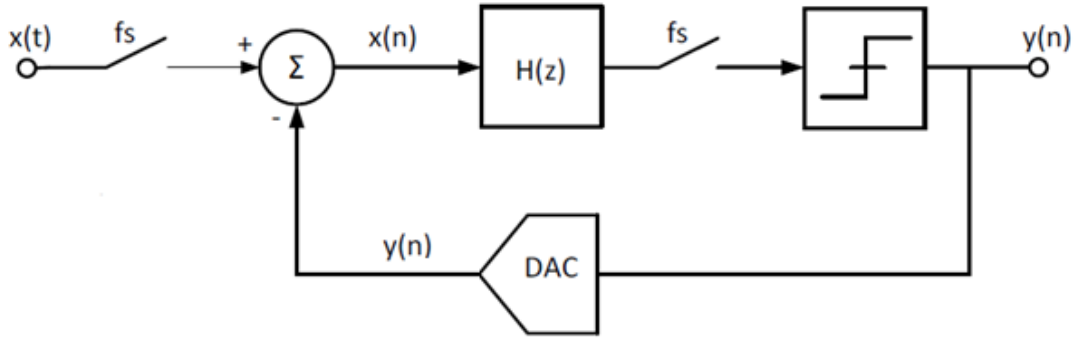 x(t)
fs
+
Σ
-
x(n)
H(z)
fs
y(n)
y(n)
DAC